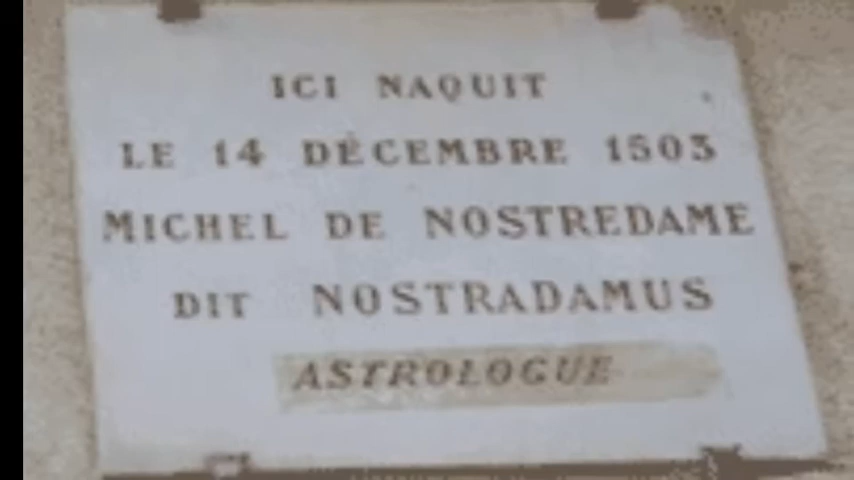 ICI NAQUIT
LE 14 DÉCEMBRE 1503
MICHEL DE NOSTREDAME
DIT NOSTRADAMUS
ASTROLOGUE